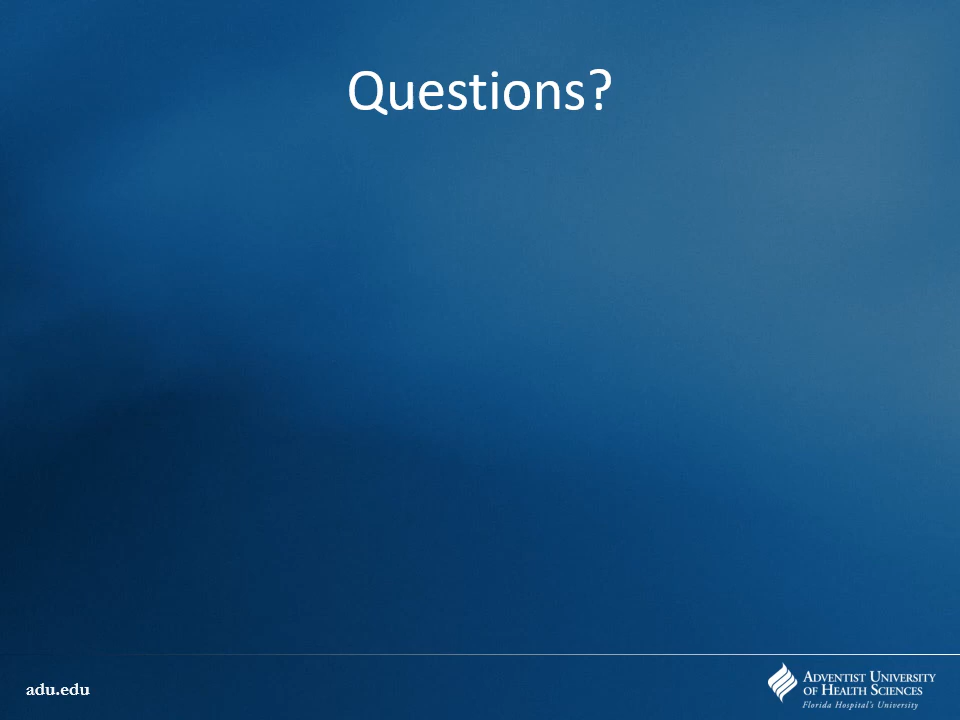 Questions?
adu.edu
ADVENTIST UNIVERSITY
OF HEALTH SCIENCES
Florida Hospital's University